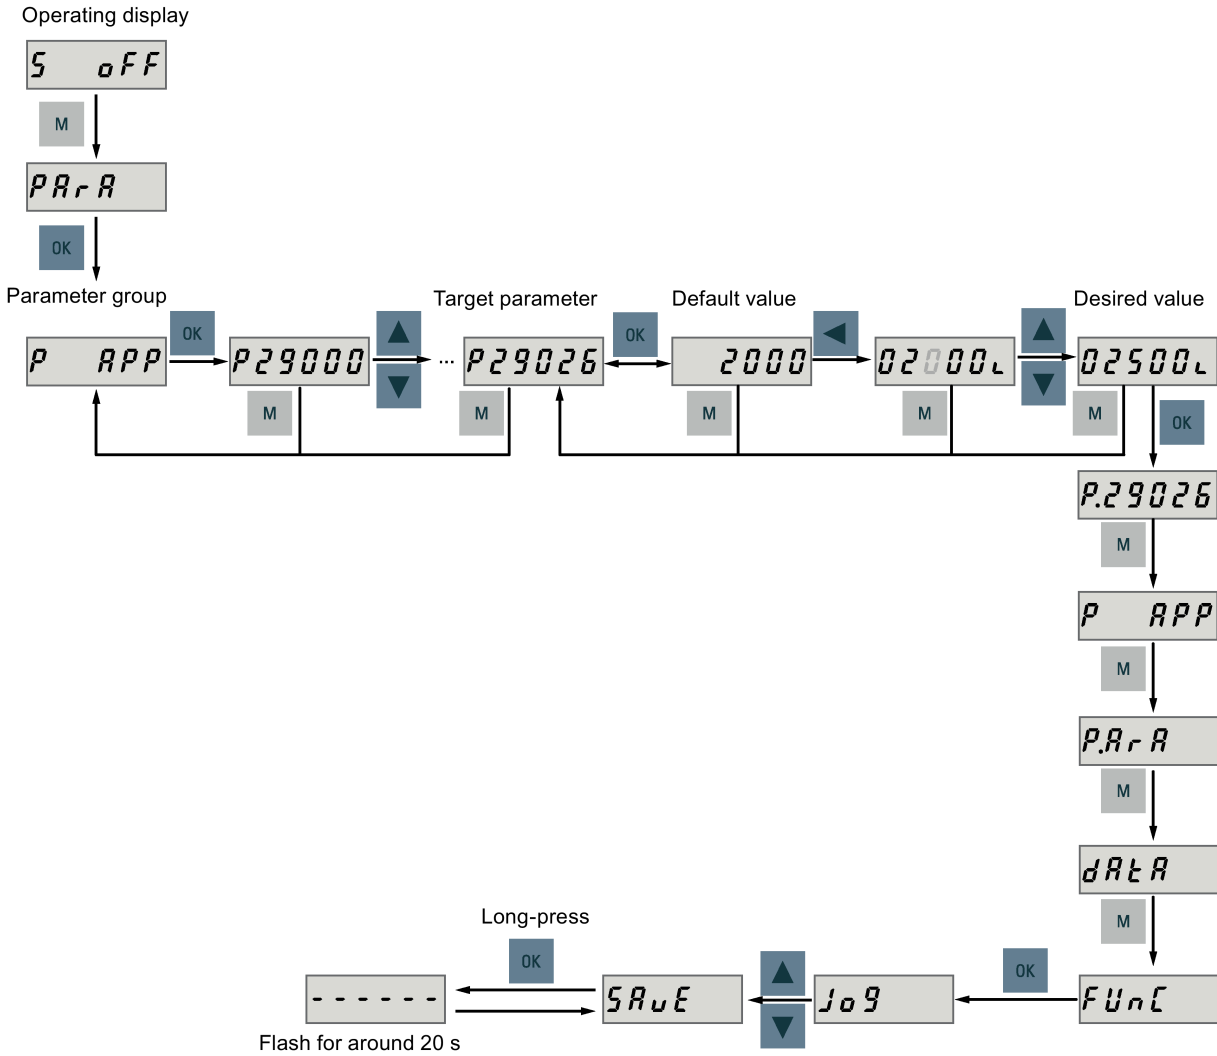 Operating display
S oFF
M
PArA
OK
Parameter group
Target parameter
Default value
Desired value
P APP
OK
P29000
...
P29026
OK
2000
02000L
02500L
M
M
M
M
M
OK
P.29026
M
P APP
M
P.ArA
M
dAtA
M
FUnC
OK
Jog
SAvE
Long-press
OK
------
Flash for around 20 s